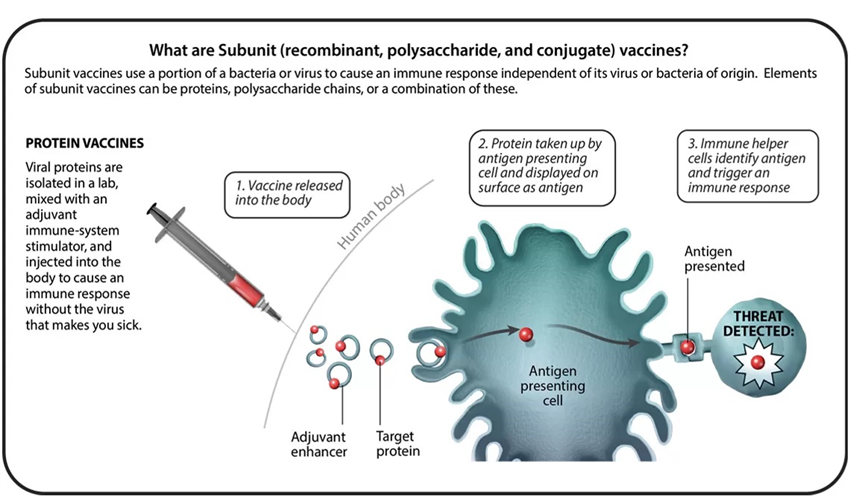 What are Subunit (recombinant, polysaccharide, and conjugate) vaccines?
Subunit vaccines use a portion of a bacteria or virus to cause an immune response independent of its virus or bacteria of origin. Elements
of subunit vaccines can be proteins, polysaccharide chains, or a combination of these.
PROTEIN VACCINES
Viral proteins are
isolated in a lab,
mixed with an
adjuvant
immune-system
stimulator, and
injected into the
body to cause an
immune response
without the virus
that makes you sick.
1. Vaccine released
into the body
Human body
2. Protein taken up by
antigen presenting
cell and displayed on
surface as antigen
3. Immune helper
cells identify antigen
and trigger an
immune response
Antigen
presented
THREAT
DETECTED:
Antigen
presenting
cell
Adjuvant
enhancer
Target
protein